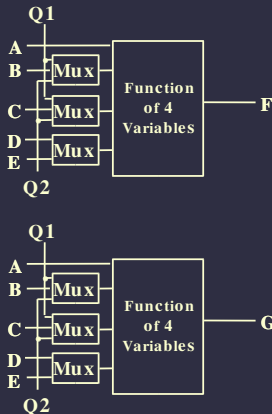 Q1
A
B Mux
Function
of 4
Variables
F
C Mux
D
E Mux
Q2
Q1
A
B Mux
Function
of 4
Variables
G
C Mux
D
E Mux
Q2